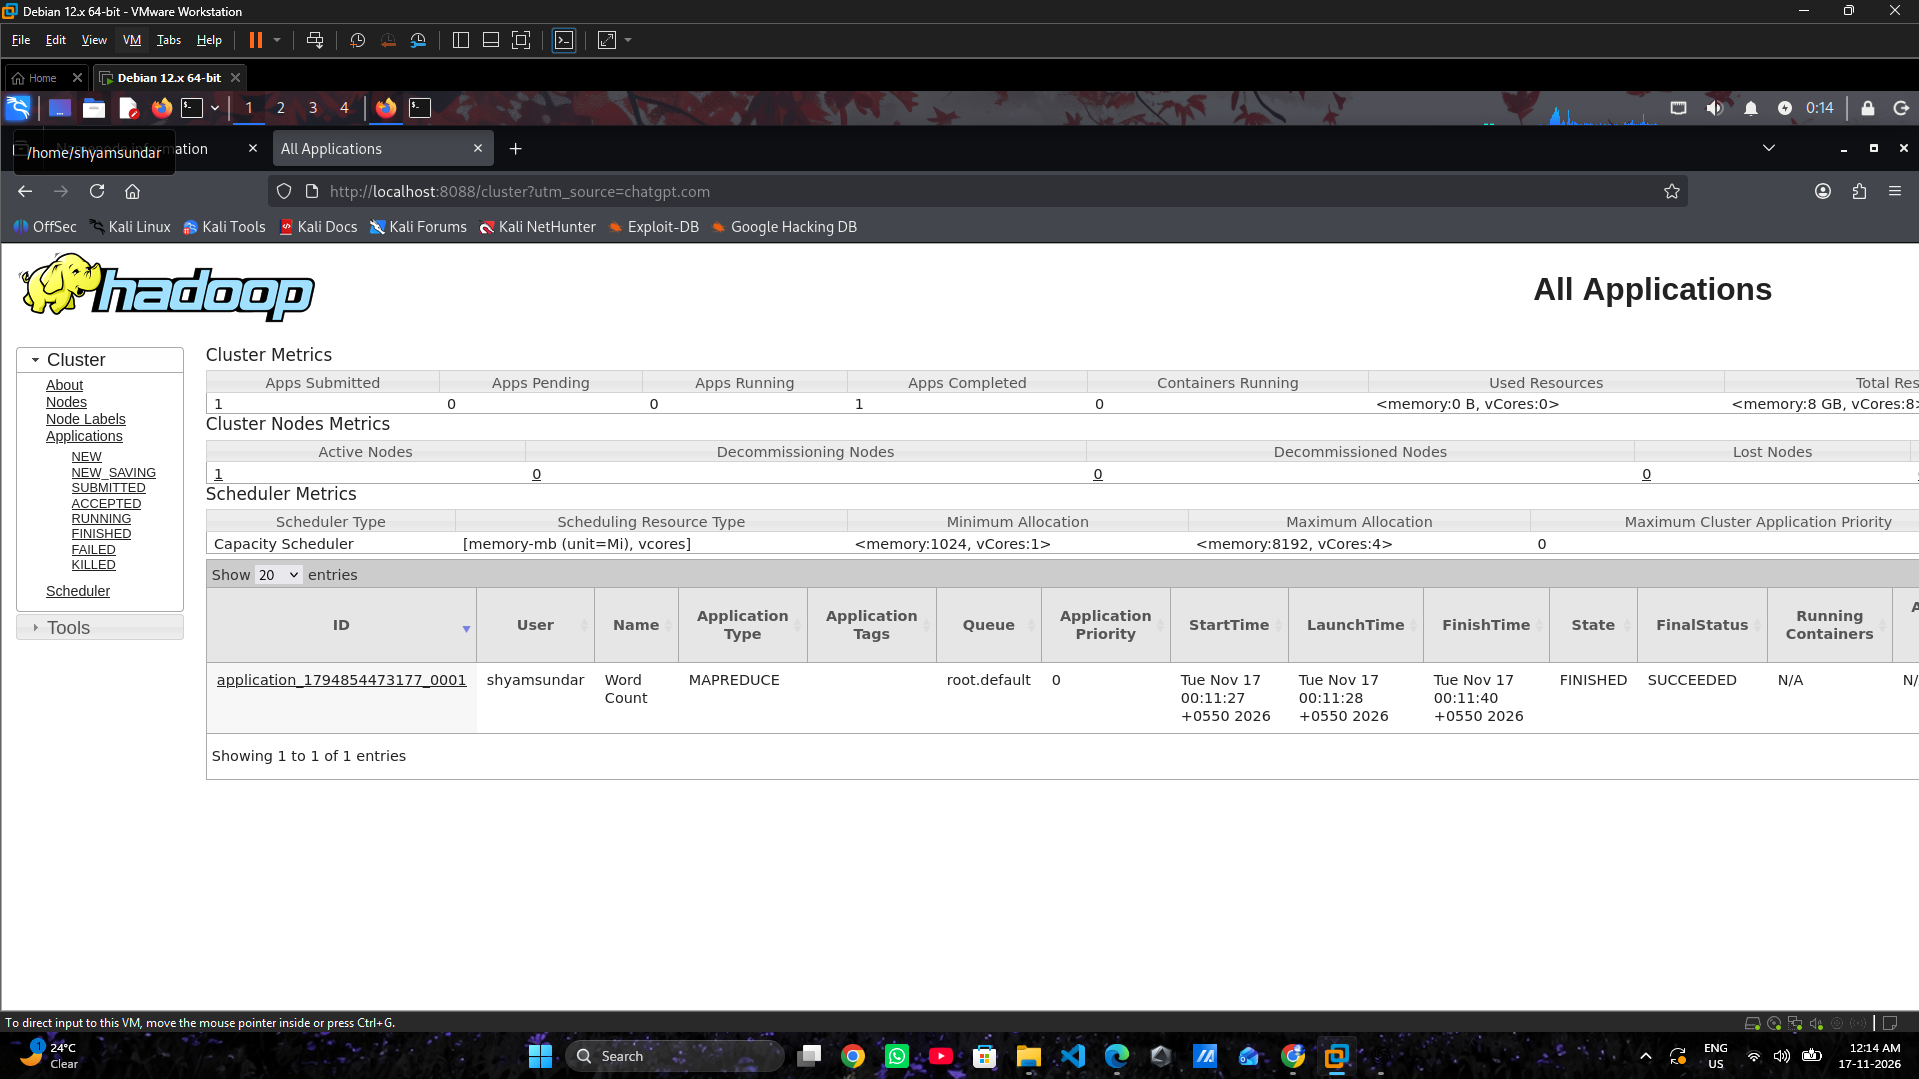 Debian 12.x 64-bit - VMware Workstation
File Edit View VM Tabs Help
Home Debian 12.x 64-bit
1 2 3 4 0:14
/home/shyamsundar information All Applications
http://localhost:8088/cluster?utm_source=chatgpt.com
OffSec Kali Linux Kali Tools Kali Docs Kali Forums Kali NetHunter Exploit-DB Google Hacking DB
hadoop
All Applications
Cluster
About
Nodes
Node Labels
Applications
NEW
NEW_SAVING
SUBMITTED
ACCEPTED
RUNNING
FINISHED
FAILED
KILLED
Scheduler
Tools
Cluster Metrics
Apps Submitted Apps Pending Apps Running Apps Completed Containers Running Used Resources Total Res
1 0 0 1 0 <memory:0 B, vCores:0> <memory:8 GB, vCores:8>
Cluster Nodes Metrics
Active Nodes Decommissioning Nodes Decommissioned Nodes Lost Nodes
1 0 0 0
Scheduler Metrics
Scheduler Type Scheduling Resource Type Minimum Allocation Maximum Allocation Maximum Cluster Application Priority
Capacity Scheduler [memory-mb (unit=Mi), vcores] <memory:1024, vCores:1> <memory:8192, vCores:4> 0
Show 20 entries
ID User Name Application Type Application Tags Queue Application Priority StartTime LaunchTime FinishTime State FinalStatus Running Containers A
application_1794854473177_0001 shyamsundar Word Count MAPREDUCE root.default 0 Tue Nov 17 00:11:27 +0550 2026 Tue Nov 17 00:11:28 +0550 2026 Tue Nov 17 00:11:40 +0550 2026 FINISHED SUCCEEDED N/A N/
Showing 1 to 1 of 1 entries
To direct input to this VM, move the mouse pointer inside or press Ctrl+G.
1 24°C
Clear
Search
ENG
US
12:14 AM
17-11-2026